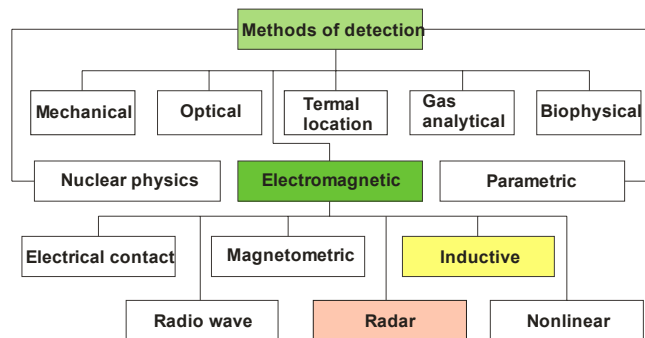 Methods of detection
Mechanical
Optical
Termal
location
Gas
analytical
Biophysical
Nuclear physics
Electromagnetic
Parametric
Electrical contact
Magnetometric
Inductive
Radio wave
Radar
Nonlinear